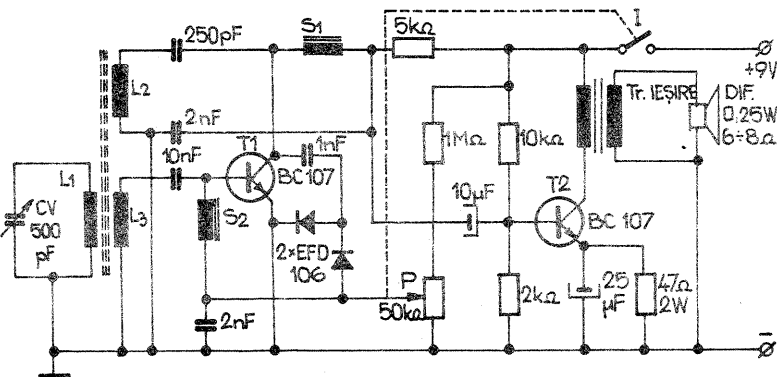 250pF
S1
5kΩ
I
+9V
L2
2nF
10nF
T1
1nF
BC107
1MΩ
10kΩ
Tr. IEȘIRE
DIF.
0,25W
6÷8Ω
L1
CV
500
pF
L3
S2
2×EFD
106
10µF
T2
BC 107
P
50kΩ
2kΩ
25
µF
47Ω
2W
2nF